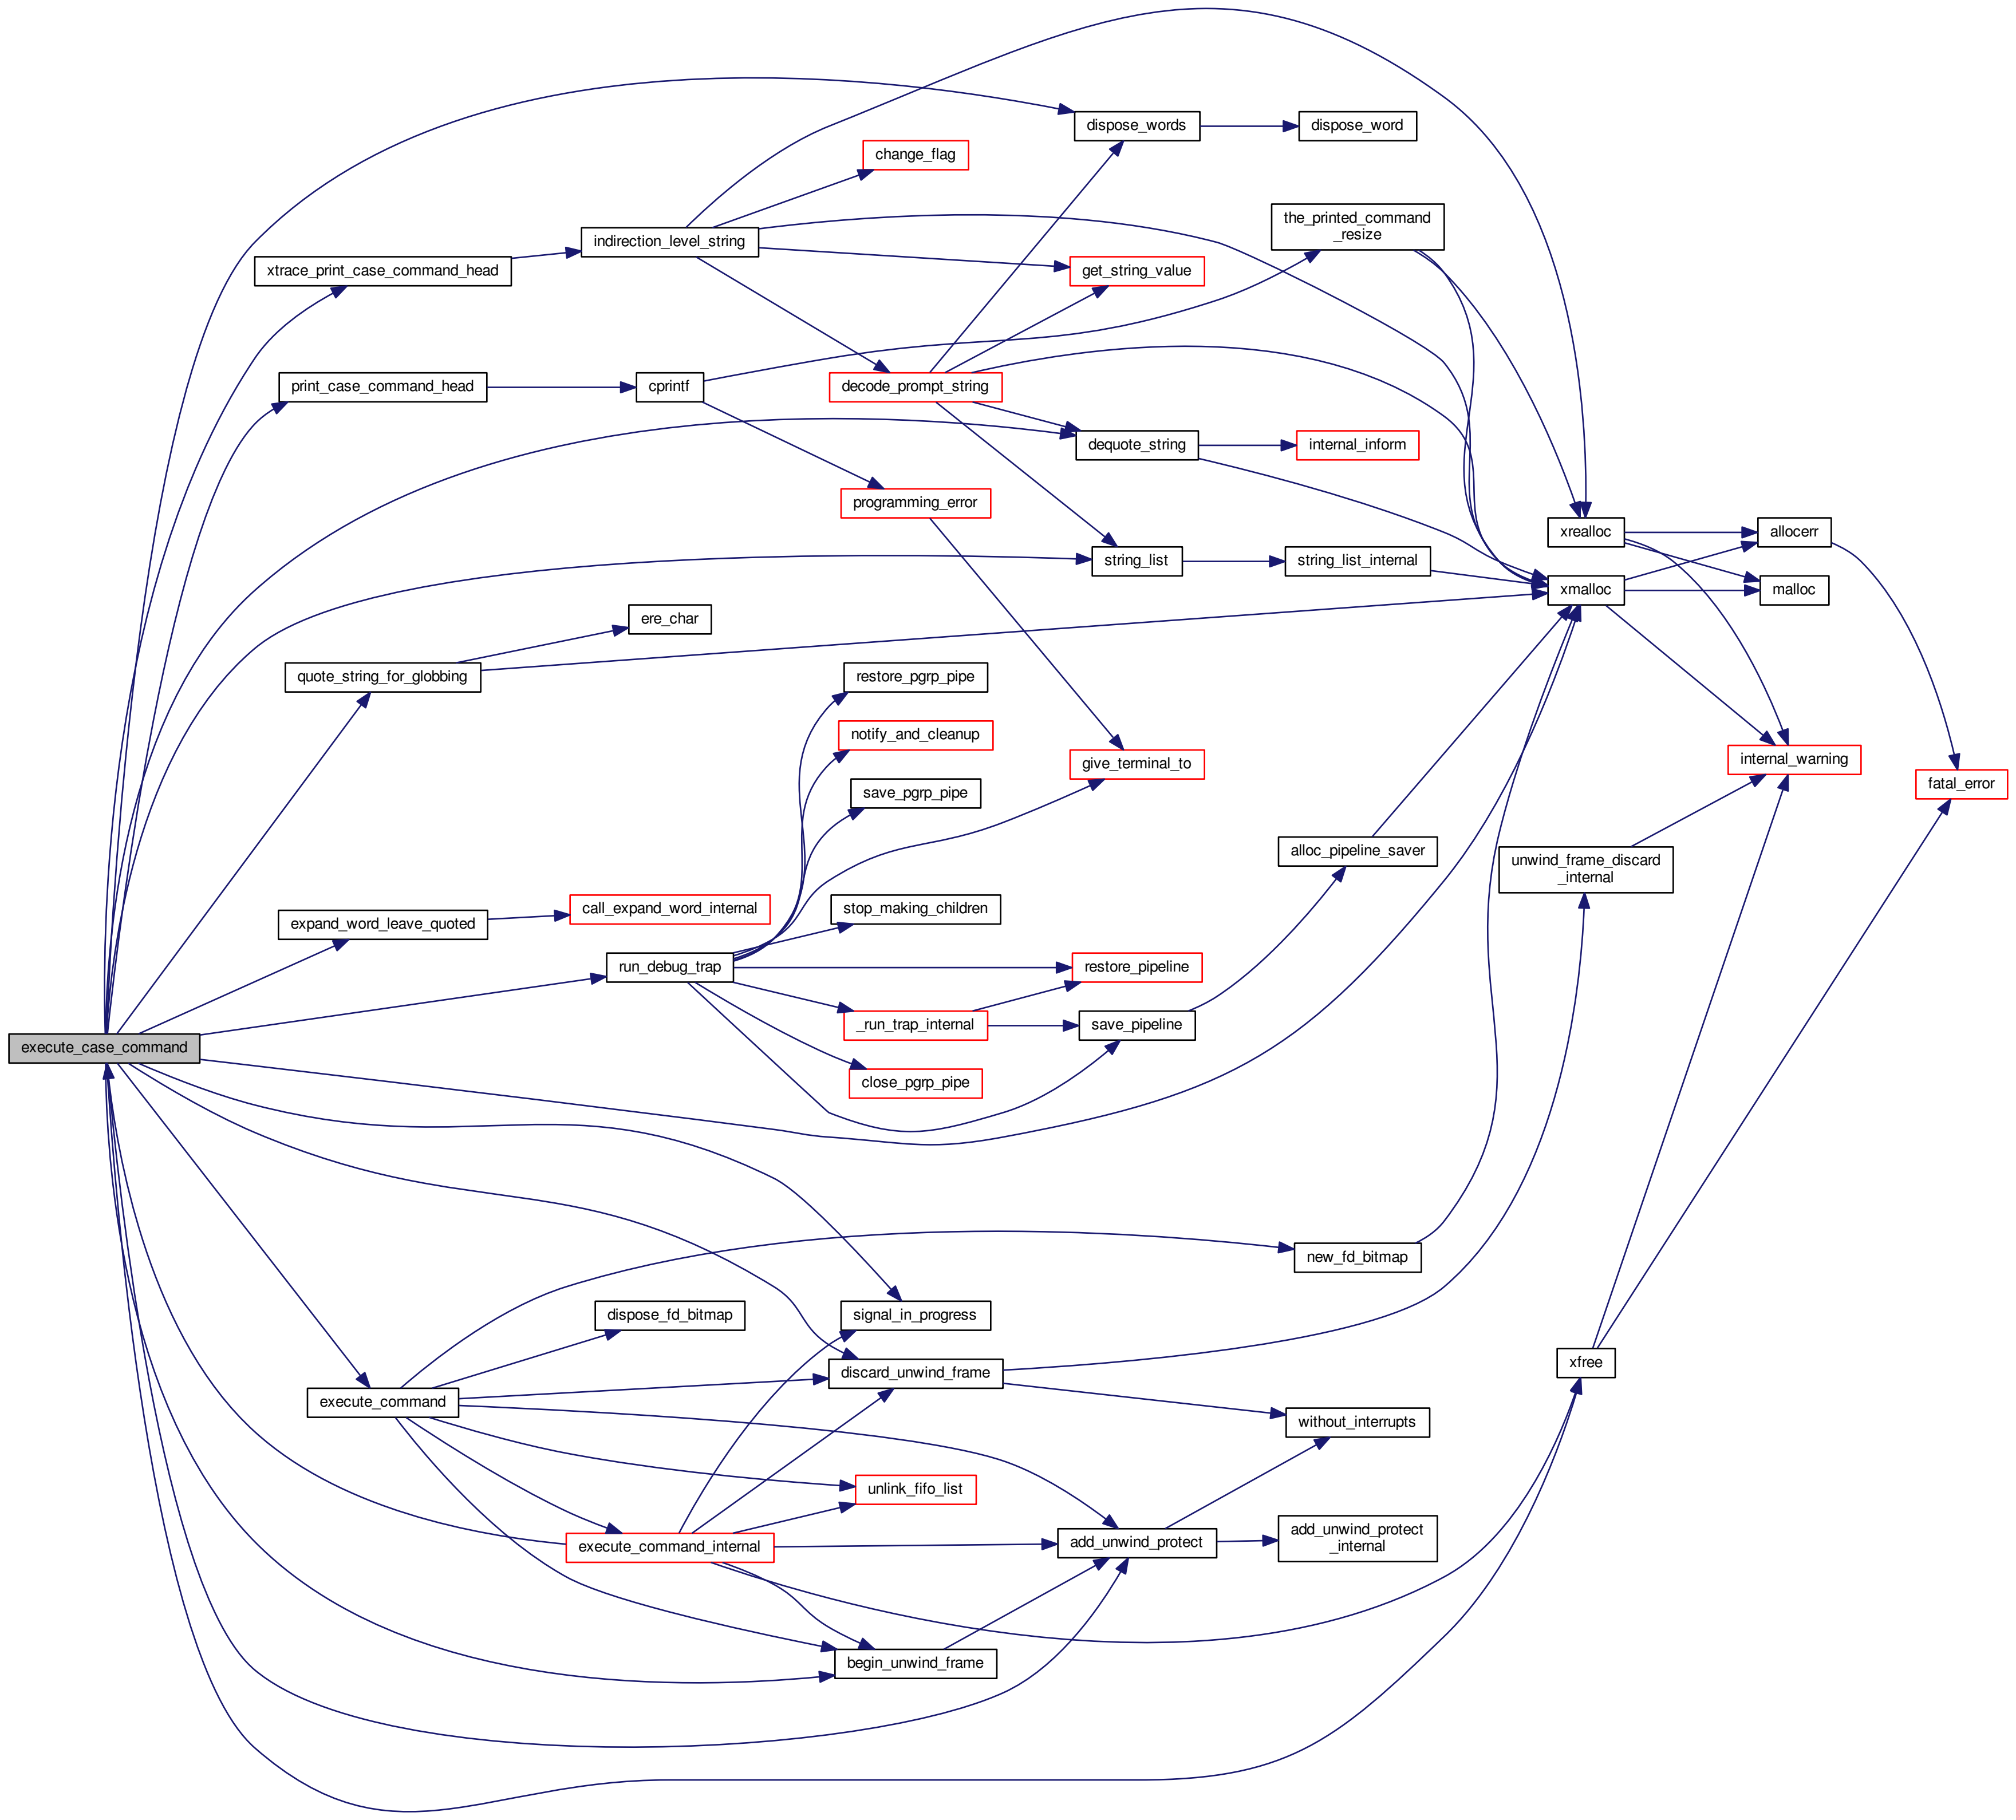 dispose_words
dispose_word
change_flag
the_printed_command
_resize
indirection_level_string
xtrace_print_case_command_head
get_string_value
print_case_command_head
cprintf
decode_prompt_string
dequote_string
internal_inform
programming_error
xrealloc
allocerr
string_list
string_list_internal
xmalloc
malloc
ere_char
quote_string_for_globbing
restore_pgrp_pipe
notify_and_cleanup
give_terminal_to
internal_warning
save_pgrp_pipe
fatal_error
alloc_pipeline_saver
unwind_frame_discard
_internal
call_expand_word_internal
stop_making_children
expand_word_leave_quoted
run_debug_trap
restore_pipeline
_run_trap_internal
save_pipeline
execute_case_command
close_pgrp_pipe
new_fd_bitmap
dispose_fd_bitmap
signal_in_progress
xfree
discard_unwind_frame
execute_command
without_interrupts
unlink_fifo_list
add_unwind_protect
_internal
execute_command_internal
add_unwind_protect
begin_unwind_frame